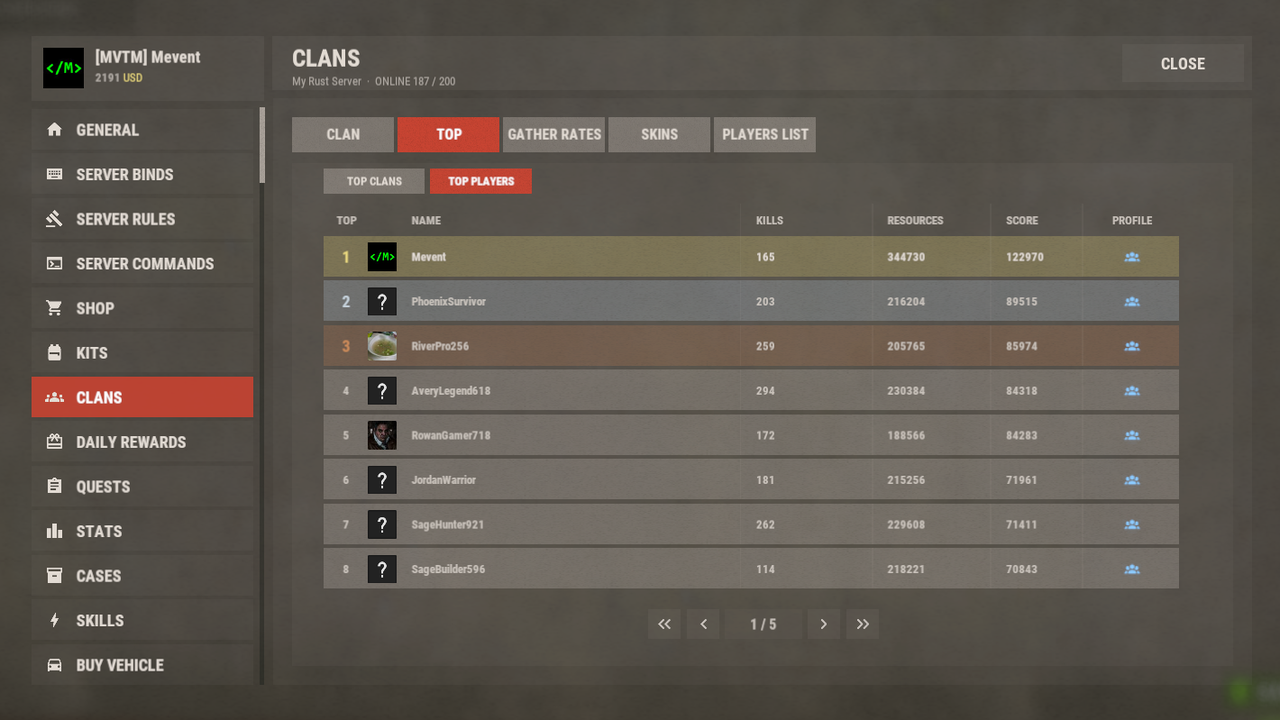 </M>
[MVTM] Mevent
2191 USD
GENERAL
SERVER BINDS
SERVER RULES
SERVER COMMANDS
SHOP
KITS
CLANS
DAILY REWARDS
QUESTS
STATS
CASES
SKILLS
BUY VEHICLE
CLANS
My Rust Server · ONLINE 187 / 200
CLOSE
CLAN TOP GATHER RATES SKINS PLAYERS LIST
TOP CLANS TOP PLAYERS
TOP NAME KILLS RESOURCES SCORE PROFILE
1 </M> Mevent 165 344730 122970
2 ? PhoenixSurvivor 203 216204 89515
3 RiverPro256 259 205765 85974
4 ? AveryLegend618 294 230384 84318
5 RowanGamer718 172 188566 84283
6 ? JordanWarrior 181 215256 71961
7 ? SageHunter921 262 229608 71411
8 ? SageBuilder596 114 218221 70843
1 / 5